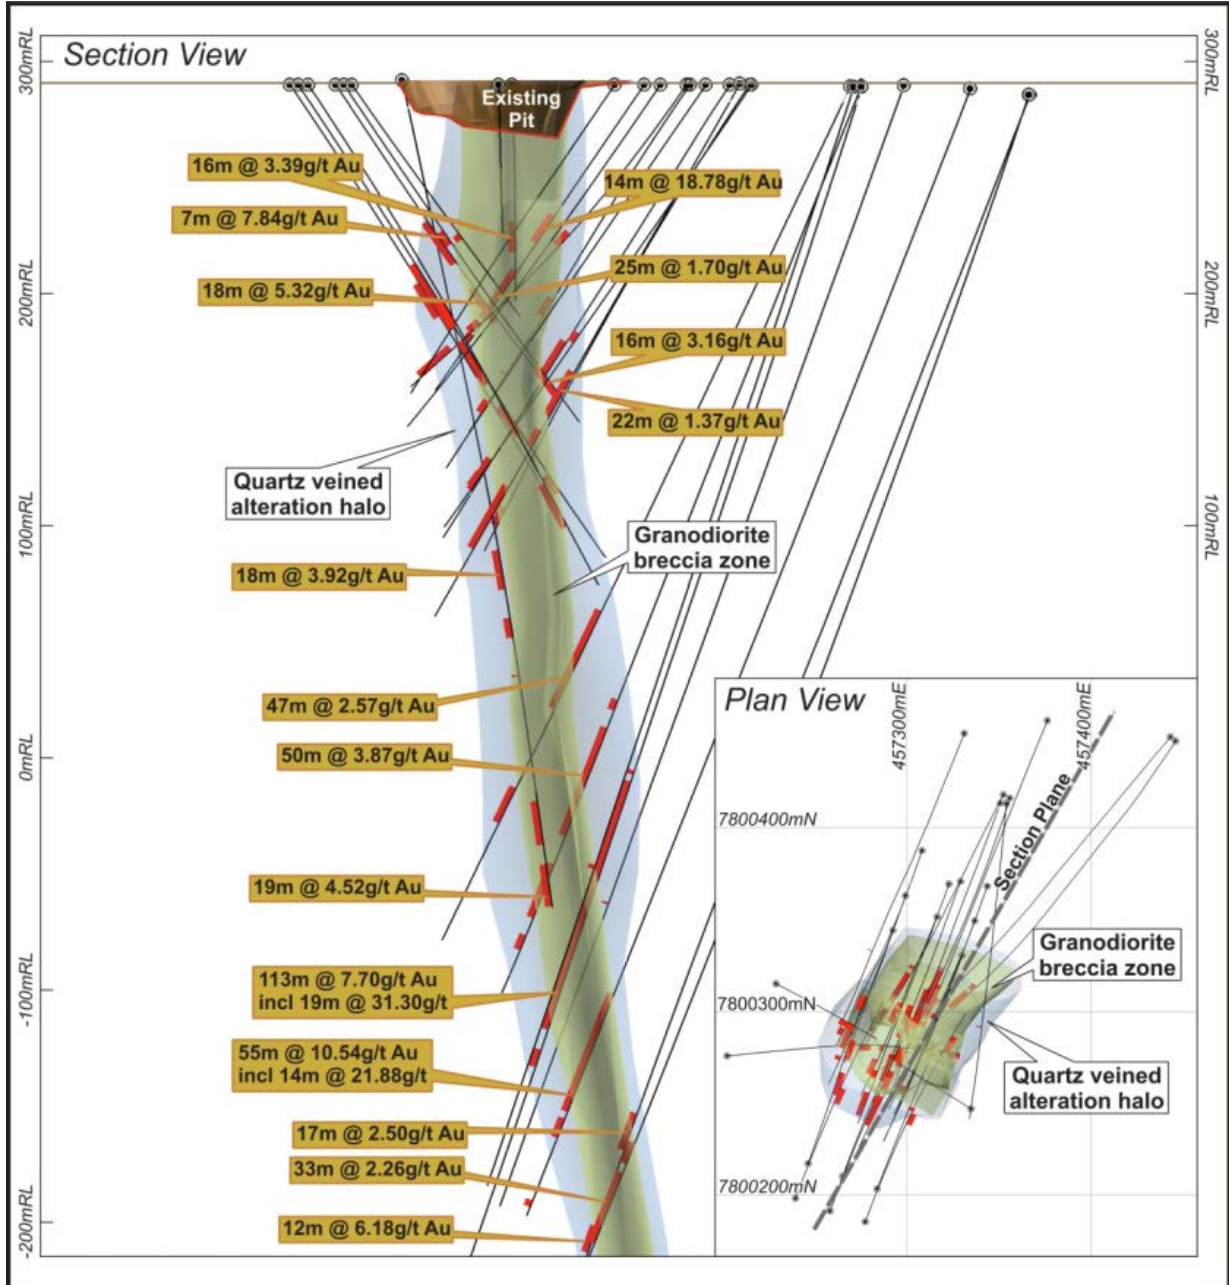 Section View
300mRL
300mRL
Existing
Pit
16m @ 3.39g/t Au
14m @ 18.78g/t Au
7m @ 7.84g/t Au
25m @ 1.70g/t Au
18m @ 5.32g/t Au
200mRL
200mRL
16m @ 3.16g/t Au
22m @ 1.37g/t Au
Quartz veined
alteration halo
100mRL
100mRL
Granodiorite
breccia zone
18m @ 3.92g/t Au
47m @ 2.57g/t Au
50m @ 3.87g/t Au
0mRL
19m @ 4.52g/t Au
113m @ 7.70g/t Au
incl 19m @ 31.30g/t
-100mRL
55m @ 10.54g/t Au
incl 14m @ 21.88g/t
17m @ 2.50g/t Au
33m @ 2.26g/t Au
12m @ 6.18g/t Au
-200mRL
Plan View
457300mE
457400mE
7800400mN
Section Plane
Granodiorite
breccia zone
7800300mN
Quartz veined
alteration halo
7800200mN